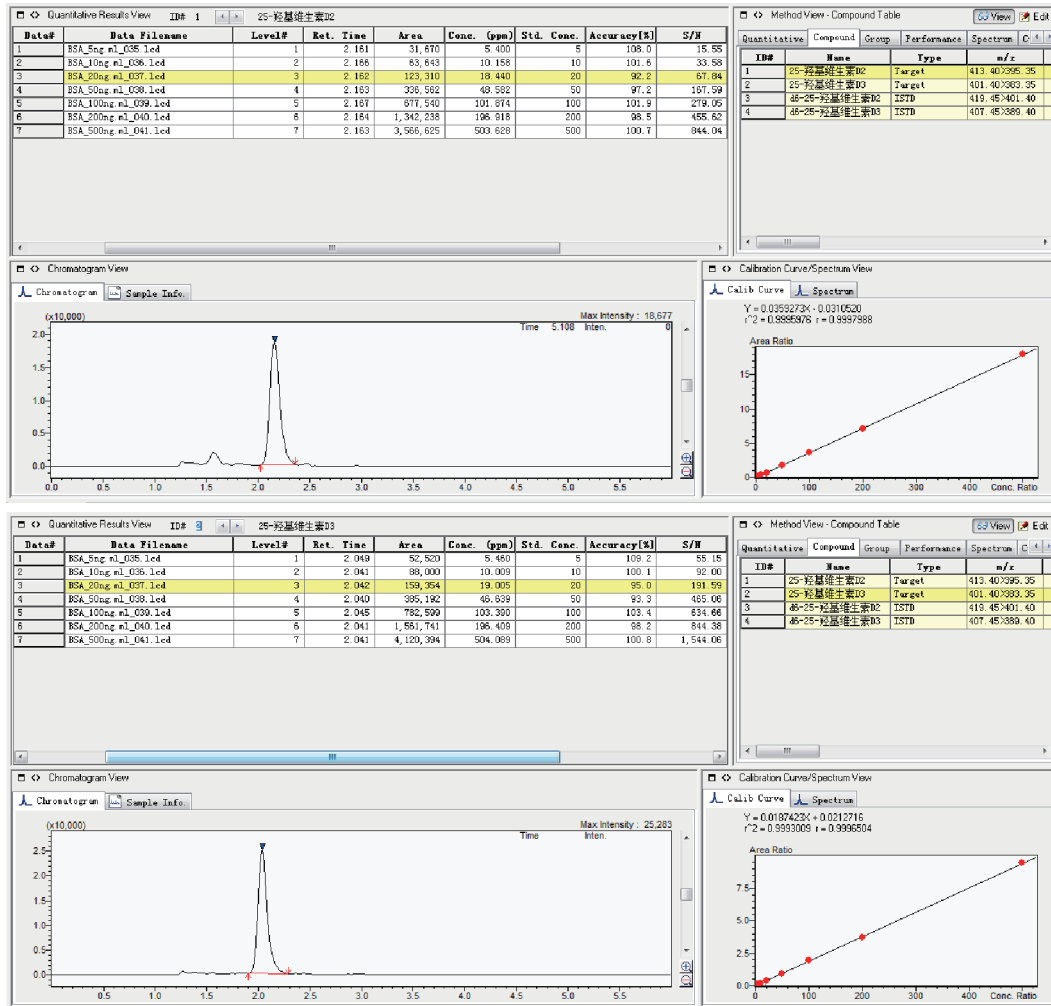 Quantitative Results View ID# 1 25-羟基维生素D2
Data# Data Filename Level# Ret. Time Area Conc. (ppm) Std. Conc. Accuracy[%] S/N
1 BSA_5ng.ml_035.lcd 1 2.161 31,670 5.400 5 108.0 15.55
2 BSA_10ng.ml_036.lcd 2 2.166 63,643 10.158 10 101.6 33.58
3 BSA_20ng.ml_037.lcd 3 2.162 123,310 18.440 20 92.2 67.84
4 BSA_50ng.ml_038.lcd 4 2.163 336,562 48.582 50 97.2 167.59
5 BSA_100ng.ml_039.lcd 5 2.167 677,540 101.874 100 101.9 279.05
6 BSA_200ng.ml_040.lcd 6 2.164 1,342,238 196.918 200 98.5 455.62
7 BSA_500ng.ml_041.lcd 7 2.163 3,566,625 503.628 500 100.7 844.04
Method View - Compound Table View Edit
Quantitative Compound Group Performance Spectrum
ID# Name Type m/z
1 25-羟基维生素D2 Target 413.40>395.35
2 25-羟基维生素D3 Target 401.40>383.35
3 d6-25-羟基维生素D2 ISTD 419.45>401.40
4 d6-25-羟基维生素D3 ISTD 407.45>389.40
Chromatogram View
Chromatogram Sample Info.
(x10,000)
Max Intensity : 18,677
Time 5.108 Inten. 0
2.0
1.5
1.0
0.5
0.0
0.0 0.5 1.0 1.5 2.0 2.5 3.0 3.5 4.0 4.5 5.0 5.5
Calibration Curve/Spectrum View
Calib Curve Spectrum
Y = 0.0359273X - 0.0310520
r^2 = 0.9995976 r = 0.9997988
Area Ratio
15
10
5
0
0 100 200 300 400 Conc. Ratio
Quantitative Results View ID# 2 25-羟基维生素D3
Data# Data Filename Level# Ret. Time Area Conc. (ppm) Std. Conc. Accuracy[%] S/N
1 BSA_5ng.ml_035.lcd 1 2.049 52,520 5.460 5 109.2 55.15
2 BSA_10ng.ml_036.lcd 2 2.041 88,000 10.009 10 100.1 92.00
3 BSA_20ng.ml_037.lcd 3 2.042 159,354 19.005 20 95.0 191.59
4 BSA_50ng.ml_038.lcd 4 2.040 385,192 46.639 50 93.3 465.06
5 BSA_100ng.ml_039.lcd 5 2.045 782,599 103.390 100 103.4 634.66
6 BSA_200ng.ml_040.lcd 6 2.041 1,561,741 196.409 200 98.2 844.38
7 BSA_500ng.ml_041.lcd 7 2.041 4,120,394 504.089 500 100.8 1,544.06
Method View - Compound Table View Edit
Quantitative Compound Group Performance Spectrum
ID# Name Type m/z
1 25-羟基维生素D2 Target 413.40>395.35
2 25-羟基维生素D3 Target 401.40>383.35
3 d6-25-羟基维生素D2 ISTD 419.45>401.40
4 d6-25-羟基维生素D3 ISTD 407.45>389.40
Chromatogram View
Chromatogram Sample Info.
(x10,000)
Max Intensity : 25,283
Time Inten.
2.5
2.0
1.5
1.0
0.5
0.0
0.5 1.0 1.5 2.0 2.5 3.0 3.5 4.0 4.5 5.0 5.5
Calibration Curve/Spectrum View
Calib Curve Spectrum
Y = 0.0187423X + 0.0212716
r^2 = 0.9993009 r = 0.9996504
Area Ratio
7.5
5.0
2.5
0.0
0 100 200 300 400 Conc. Ratio